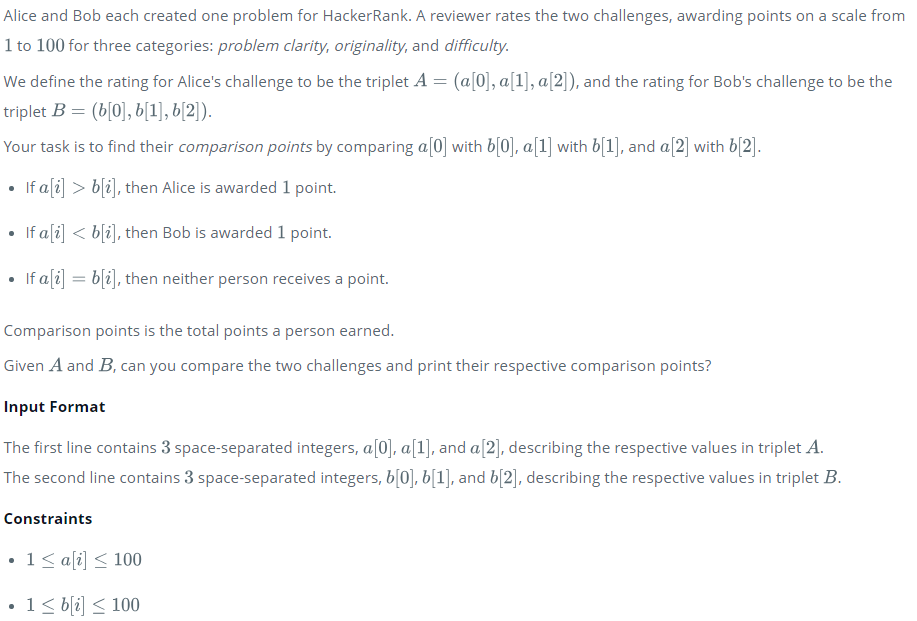 Alice and Bob each created one problem for HackerRank. A reviewer rates the two challenges, awarding points on a scale from
1 to 100 for three categories: problem clarity, originality, and difficulty.
We define the rating for Alice's challenge to be the triplet A = (a[0], a[1], a[2]), and the rating for Bob's challenge to be the
triplet B = (b[0], b[1], b[2]).
Your task is to find their comparison points by comparing a[0] with b[0], a[1] with b[1], and a[2] with b[2].
• If a[i] > b[i], then Alice is awarded 1 point.
• If a[i] < b[i], then Bob is awarded 1 point.
• If a[i] = b[i], then neither person receives a point.
Comparison points is the total points a person earned.
Given A and B, can you compare the two challenges and print their respective comparison points?
Input Format
The first line contains 3 space-separated integers, a[0], a[1], and a[2], describing the respective values in triplet A.
The second line contains 3 space-separated integers, b[0], b[1], and b[2], describing the respective values in triplet B.
Constraints
• 1 ≤ a[i] ≤ 100
• 1 ≤ b[i] ≤ 100